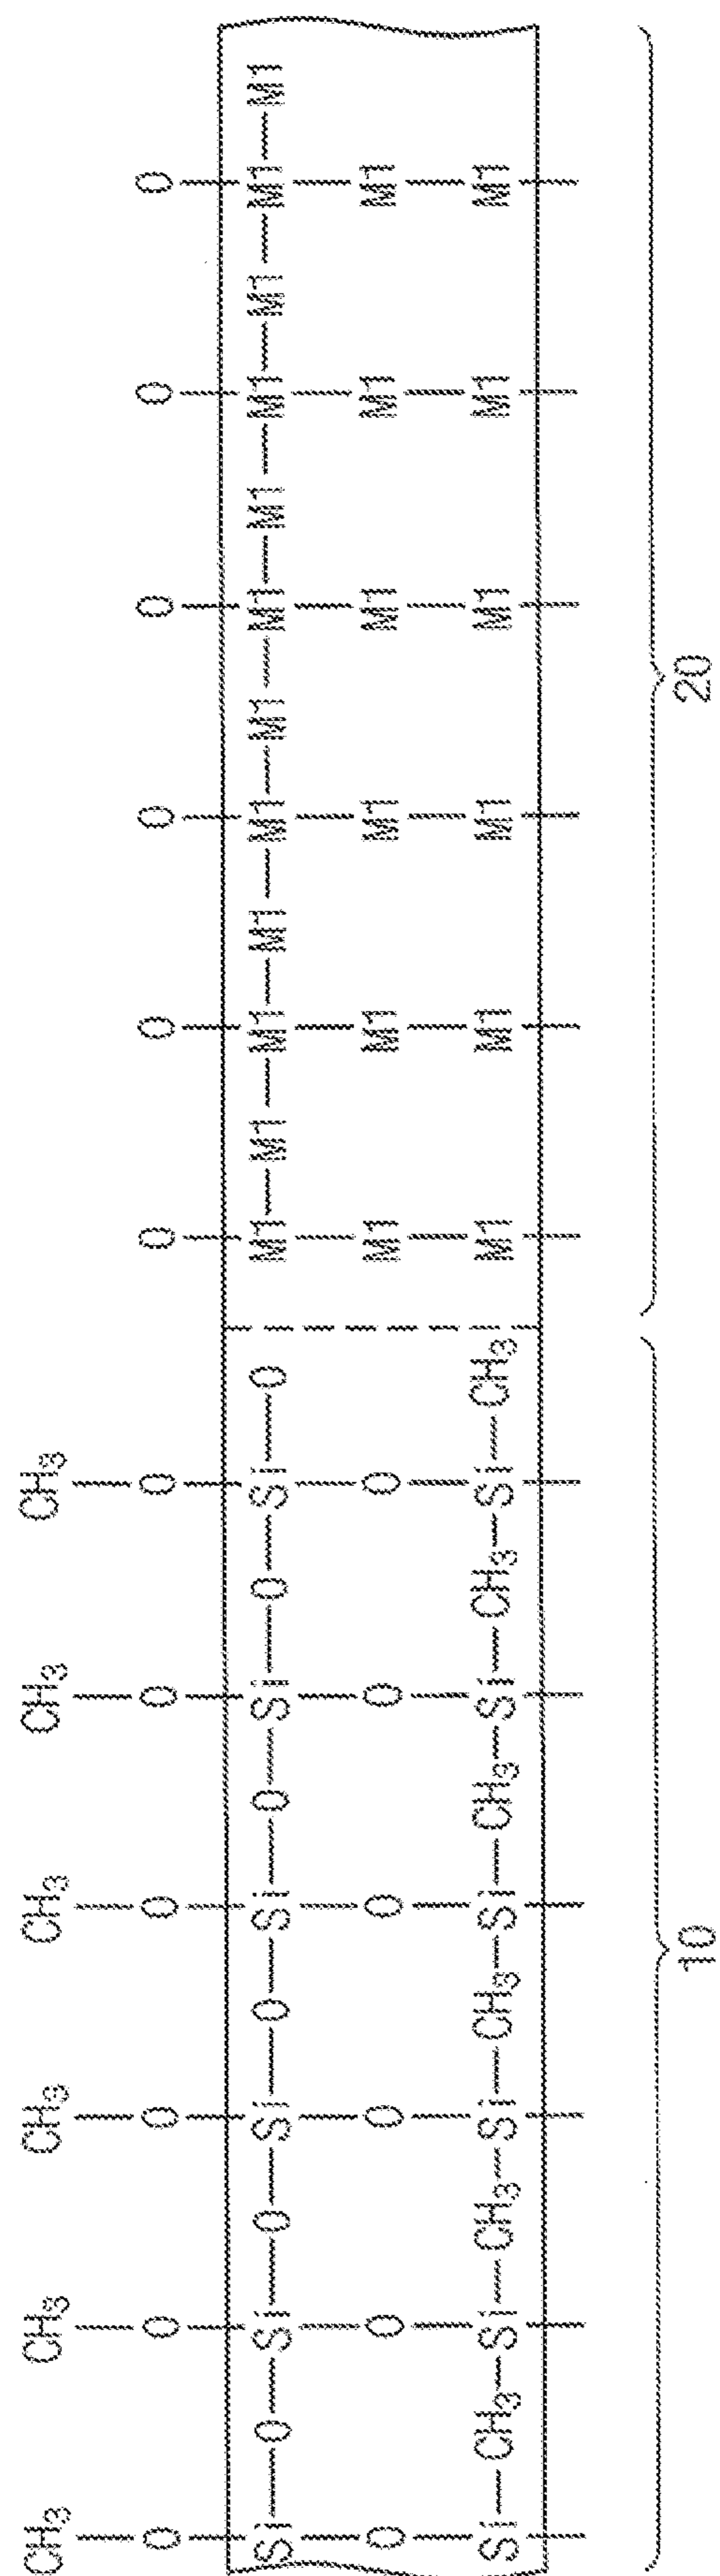 CH₃ CH₃ CH₃ CH₃ CH₃ CH₃
O O O O O O O O O O O O
Si—O—Si—O—Si—O—Si—O—Si—O—Si—O M1—M1—M1—M1—M1—M1—M1—M1—M1—M1—M1—M1
O O O O O O M1 M1 M1 M1 M1 M1
Si—CH₃—Si—CH₃—Si—CH₃—Si—CH₃—Si—CH₃—Si—CH₃ M1 M1 M1 M1 M1 M1
10 20